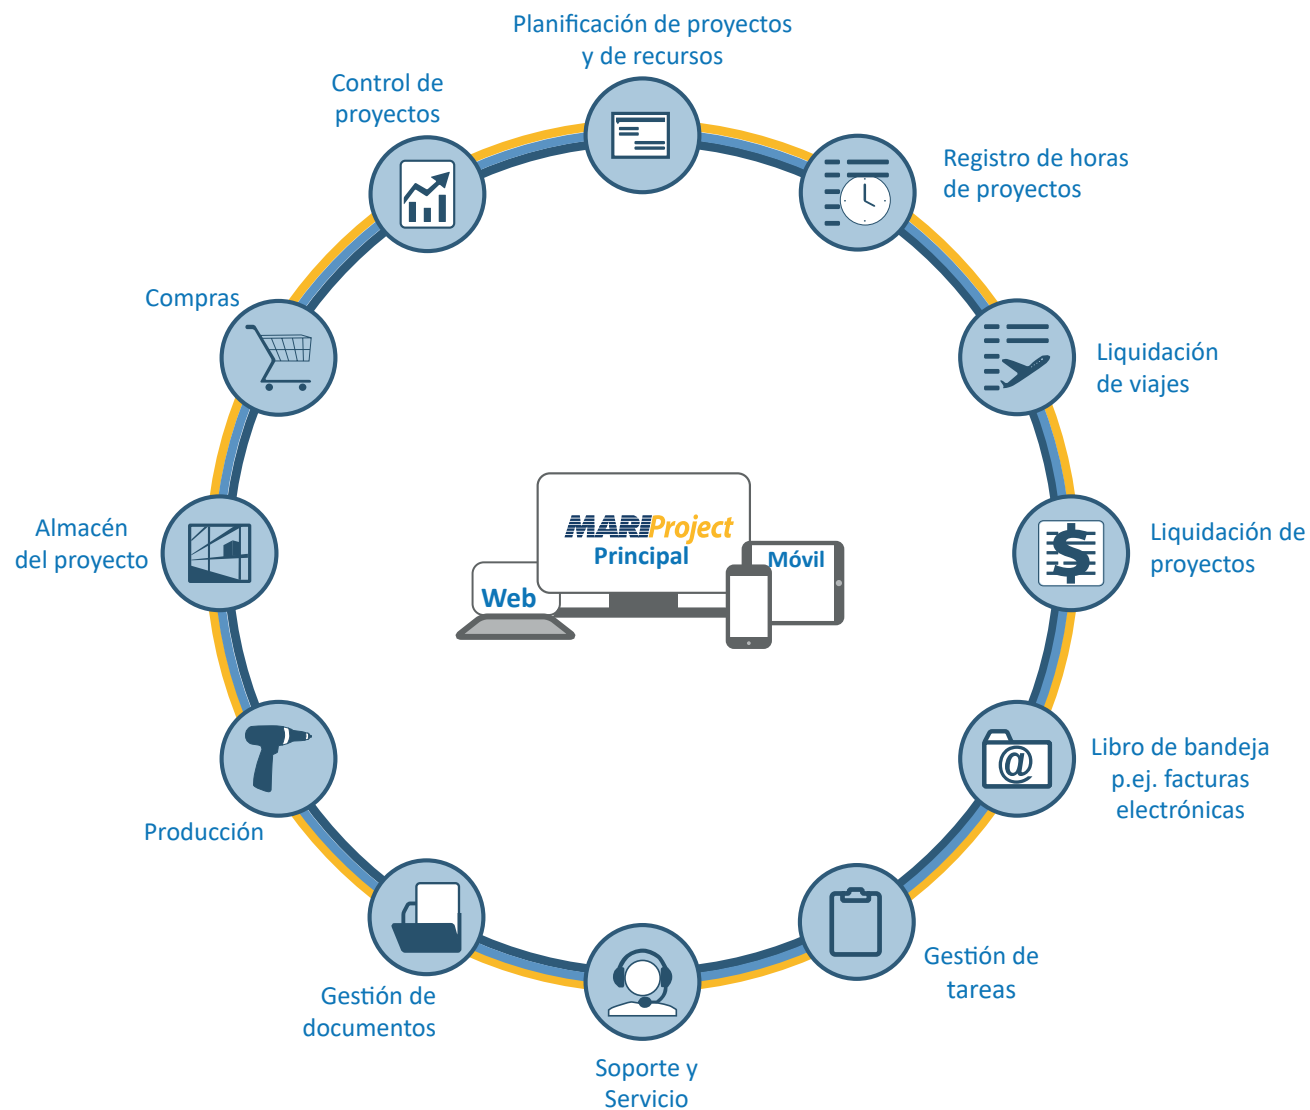 Planificación de proyectos
y de recursos
Control de
proyectos
Registro de horas
de proyectos
Compras
Liquidación
de viajes
Almacén
del proyecto
MARIProject
Principal
Móvil
Web
Liquidación de
proyectos
$
@
Libro de bandeja
p.ej. facturas
electrónicas
Producción
Gestión de
tareas
Gestión de
documentos
Soporte y
Servicio